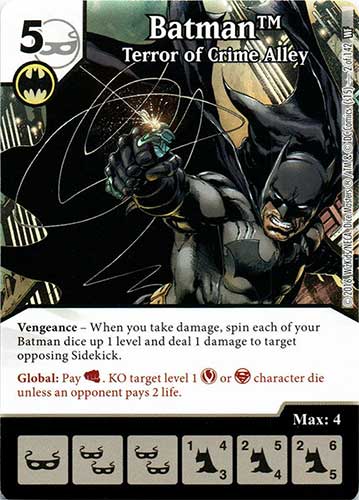 5
Batman™
Terror of Crime Alley
Vengeance – When you take damage, spin each of your
Batman dice up 1 level and deal 1 damage to target
opposing Sidekick.
Global: Pay . KO target level 1 or character die
unless an opponent pays 2 life.
Max: 4
1 4
3
2 5
4
2 6
5